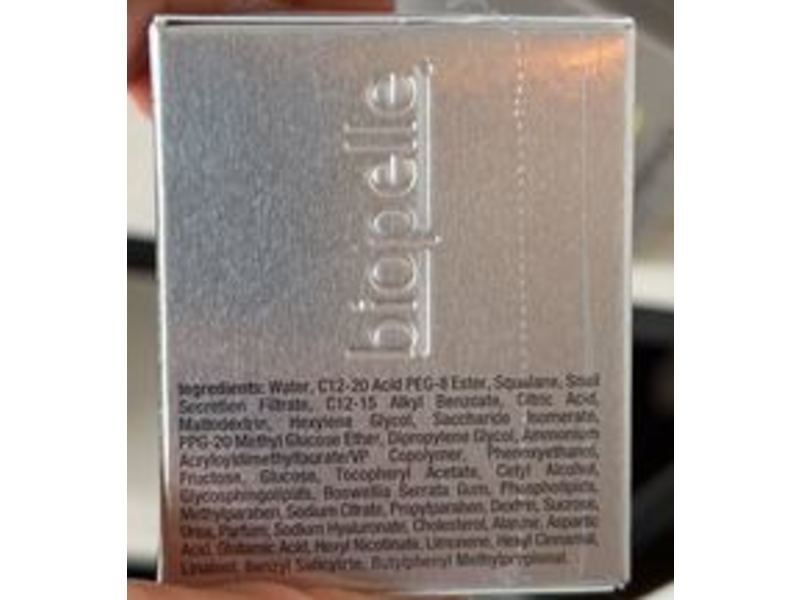 biopelle
Ingredients: Water, C12-20 Acid PEG-8 Ester, Squalane, Snail
Secretion Filtrate, C12-15 Alkyl Benzoate, Citric Acid,
Maltodextrin, Hexylene Glycol, Saccharide Isomerate,
PPG-20 Methyl Glucose Ether, Dipropylene Glycol, Ammonium
Acryloyldimethyltaurate/VP Copolymer, Phenoxyethanol,
Fructose, Glucose, Tocopheryl Acetate, Cetyl Alcohol,
Glycosphingolipids, Boswellia Serrata Gum, Phospholipids,
Methylparaben, Sodium Citrate, Propylparaben, Dextrin, Sucrose,
Urea, Parfum, Sodium Hyaluronate, Cholesterol, Alanine, Aspartic
Acid, Glutamic Acid, Hexyl Nicotinate, Limonene, Hexyl Cinnamal,
Linalool, Benzyl Salicylate, Butylphenyl Methylpropional.